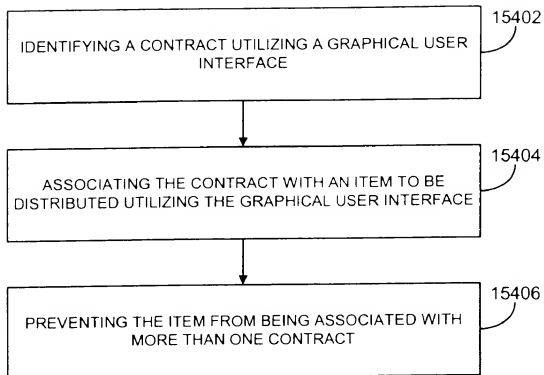 15402
IDENTIFYING A CONTRACT UTILIZING A GRAPHICAL USER
INTERFACE
15404
ASSOCIATING THE CONTRACT WITH AN ITEM TO BE
DISTRIBUTED UTILIZING THE GRAPHICAL USER INTERFACE
15406
PREVENTING THE ITEM FROM BEING ASSOCIATED WITH
MORE THAN ONE CONTRACT